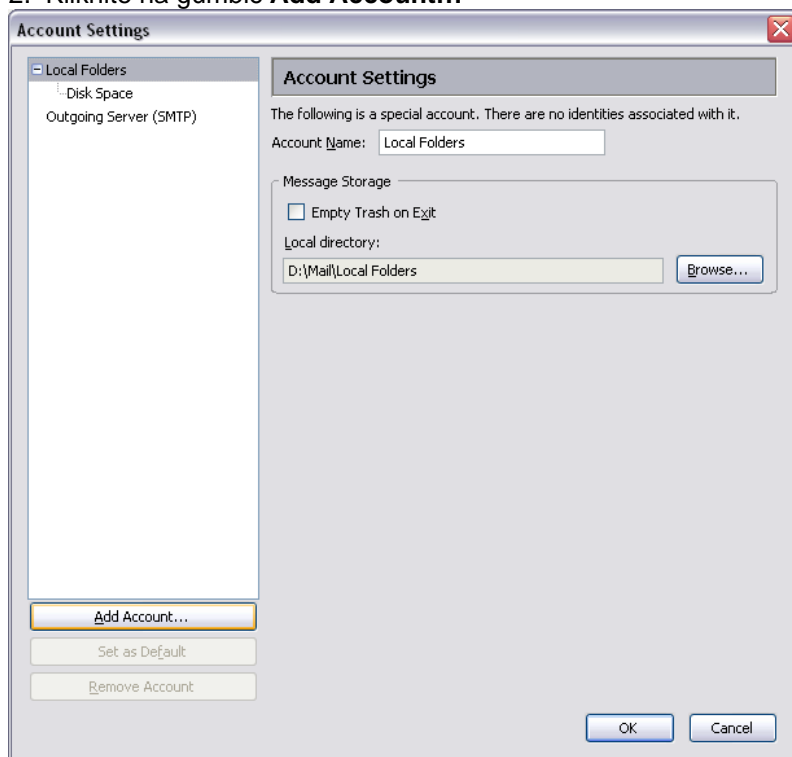 2. Kliknite na gumbic Add Account...
Account Settings
Local Folders
Disk Space
Outgoing Server (SMTP)
Account Settings
The following is a special account. There are no identities associated with it.
Account Name: Local Folders
Message Storage
Empty Trash on Exit
Local directory:
D:\Mail\Local Folders
Browse...
Add Account...
Set as Default
Remove Account
OK
Cancel